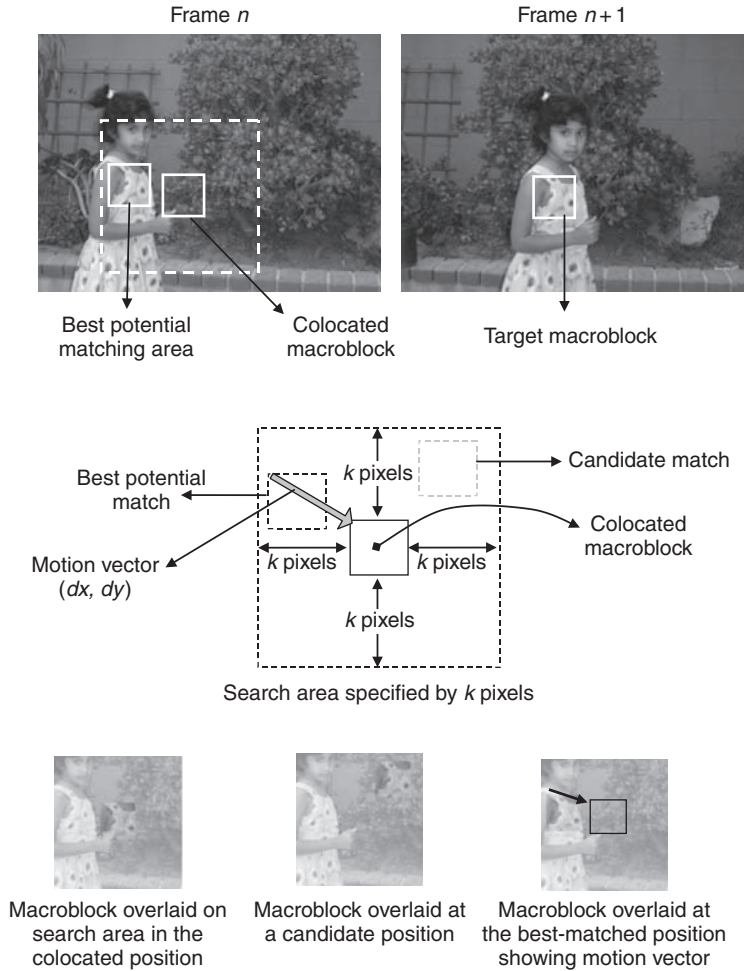 Frame n
Frame n + 1
Best potential
matching area
Colocated
macroblock
Target macroblock
k pixels
Candidate match
Best potential
match
Colocated
macroblock
Motion vector
(dx, dy)
k pixels
k pixels
k pixels
Search area specified by k pixels
Macroblock overlaid on
search area in the
colocated position
Macroblock overlaid at
a candidate position
Macroblock overlaid at
the best-matched position
showing motion vector